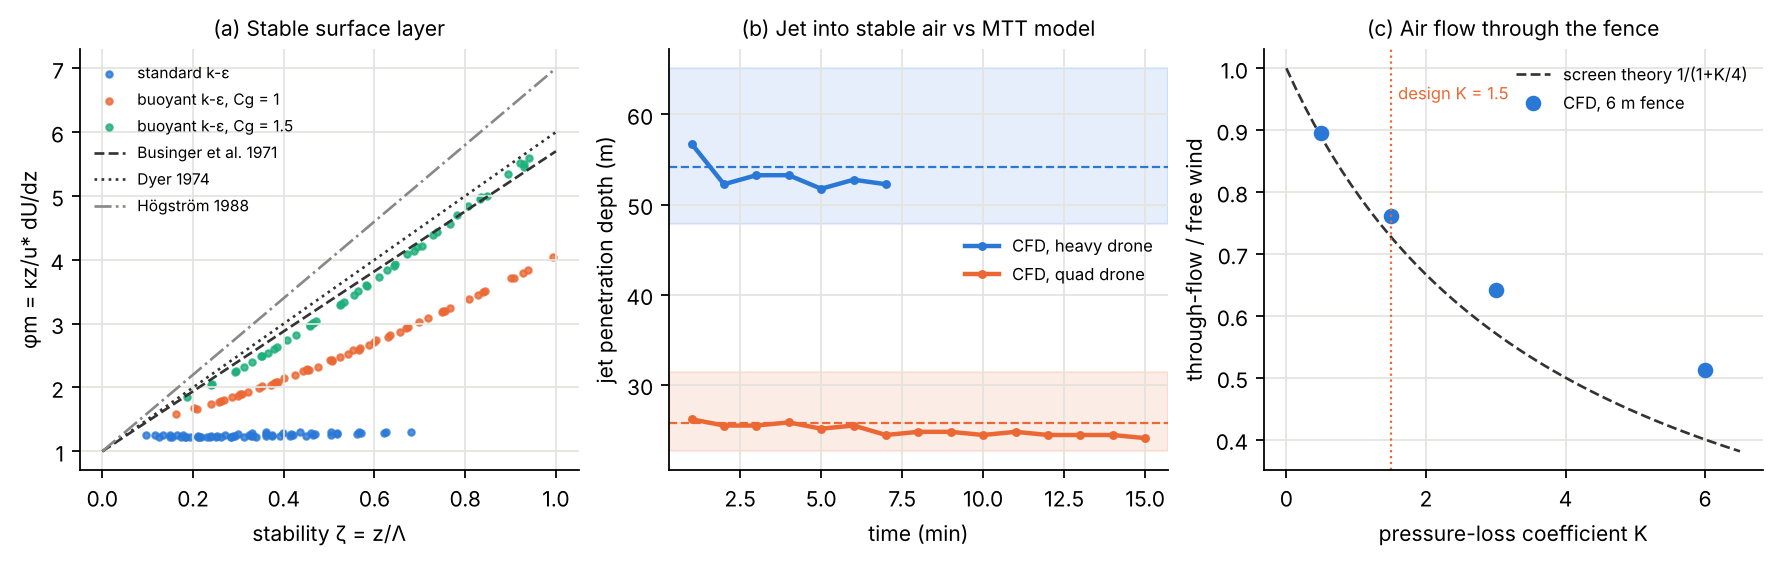 (a) Stable surface layer
φm = κz/u* dU/dz
7
6
5
4
3
2
1
standard k-ε
buoyant k-ε, Cg = 1
buoyant k-ε, Cg = 1.5
Businger et al. 1971
Dyer 1974
Högström 1988
0.0 0.2 0.4 0.6 0.8 1.0
stability ζ = z/Λ
(b) Jet into stable air vs MTT model
jet penetration depth (m)
60
50
40
30
CFD, heavy drone
CFD, quad drone
2.5 5.0 7.5 10.0 12.5 15.0
time (min)
(c) Air flow through the fence
through-flow / free wind
1.0
0.9
0.8
0.7
0.6
0.5
0.4
screen theory 1/(1+K/4)
CFD, 6 m fence
design K = 1.5
0 2 4 6
pressure-loss coefficient K